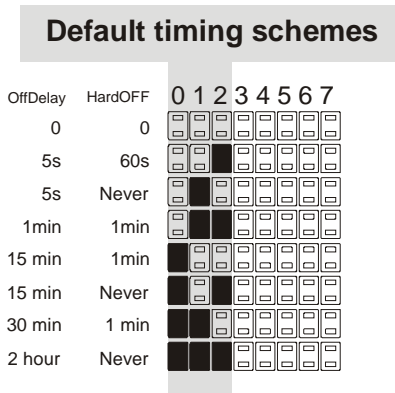 Default timing schemes
OffDelay HardOFF 0 1 2 3 4 5 6 7
0 0
5s 60s
5s Never
1min 1min
15 min 1min
15 min Never
30 min 1 min
2 hour Never